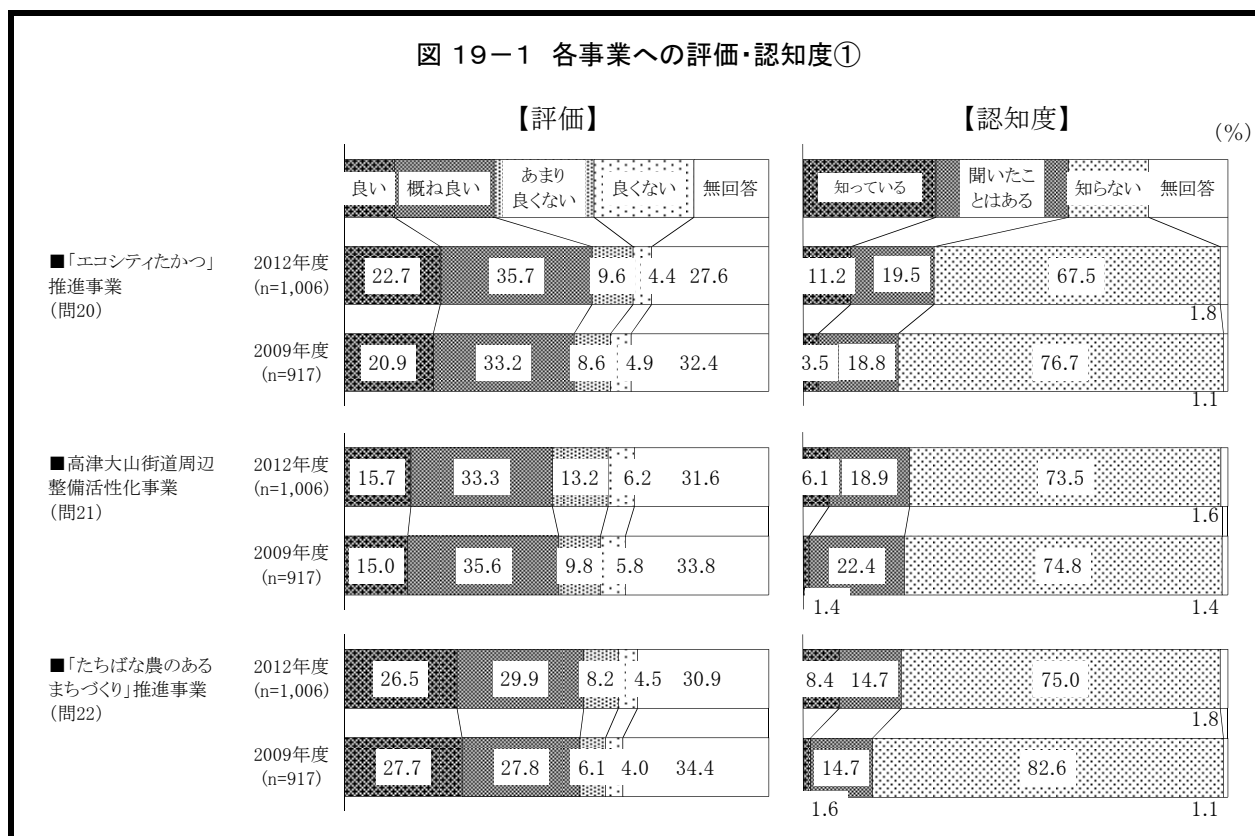 図 19－1 各事業への評価・認知度①
【評価】
【認知度】
(%)
良い
概ね良い
あまり
良くない
良くない
無回答
知っている
聞いたこ
とはある
知らない
無回答
■「エコシティたかつ」
推進事業
(問20)
2012年度
(n=1,006)
22.7 35.7 9.6 4.4 27.6
11.2 19.5 67.5
1.8
2009年度
(n=917)
20.9 33.2 8.6 4.9 32.4
3.5 18.8 76.7
1.1
■高津大山街道周辺
整備活性化事業
(問21)
2012年度
(n=1,006)
15.7 33.3 13.2 6.2 31.6
6.1 18.9 73.5
1.6
2009年度
(n=917)
15.0 35.6 9.8 5.8 33.8
22.4 74.8
1.4 1.4
■「たちばな農のある
まちづくり」推進事業
(問22)
2012年度
(n=1,006)
26.5 29.9 8.2 4.5 30.9
8.4 14.7 75.0
1.8
2009年度
(n=917)
27.7 27.8 6.1 4.0 34.4
14.7 82.6
1.6 1.1